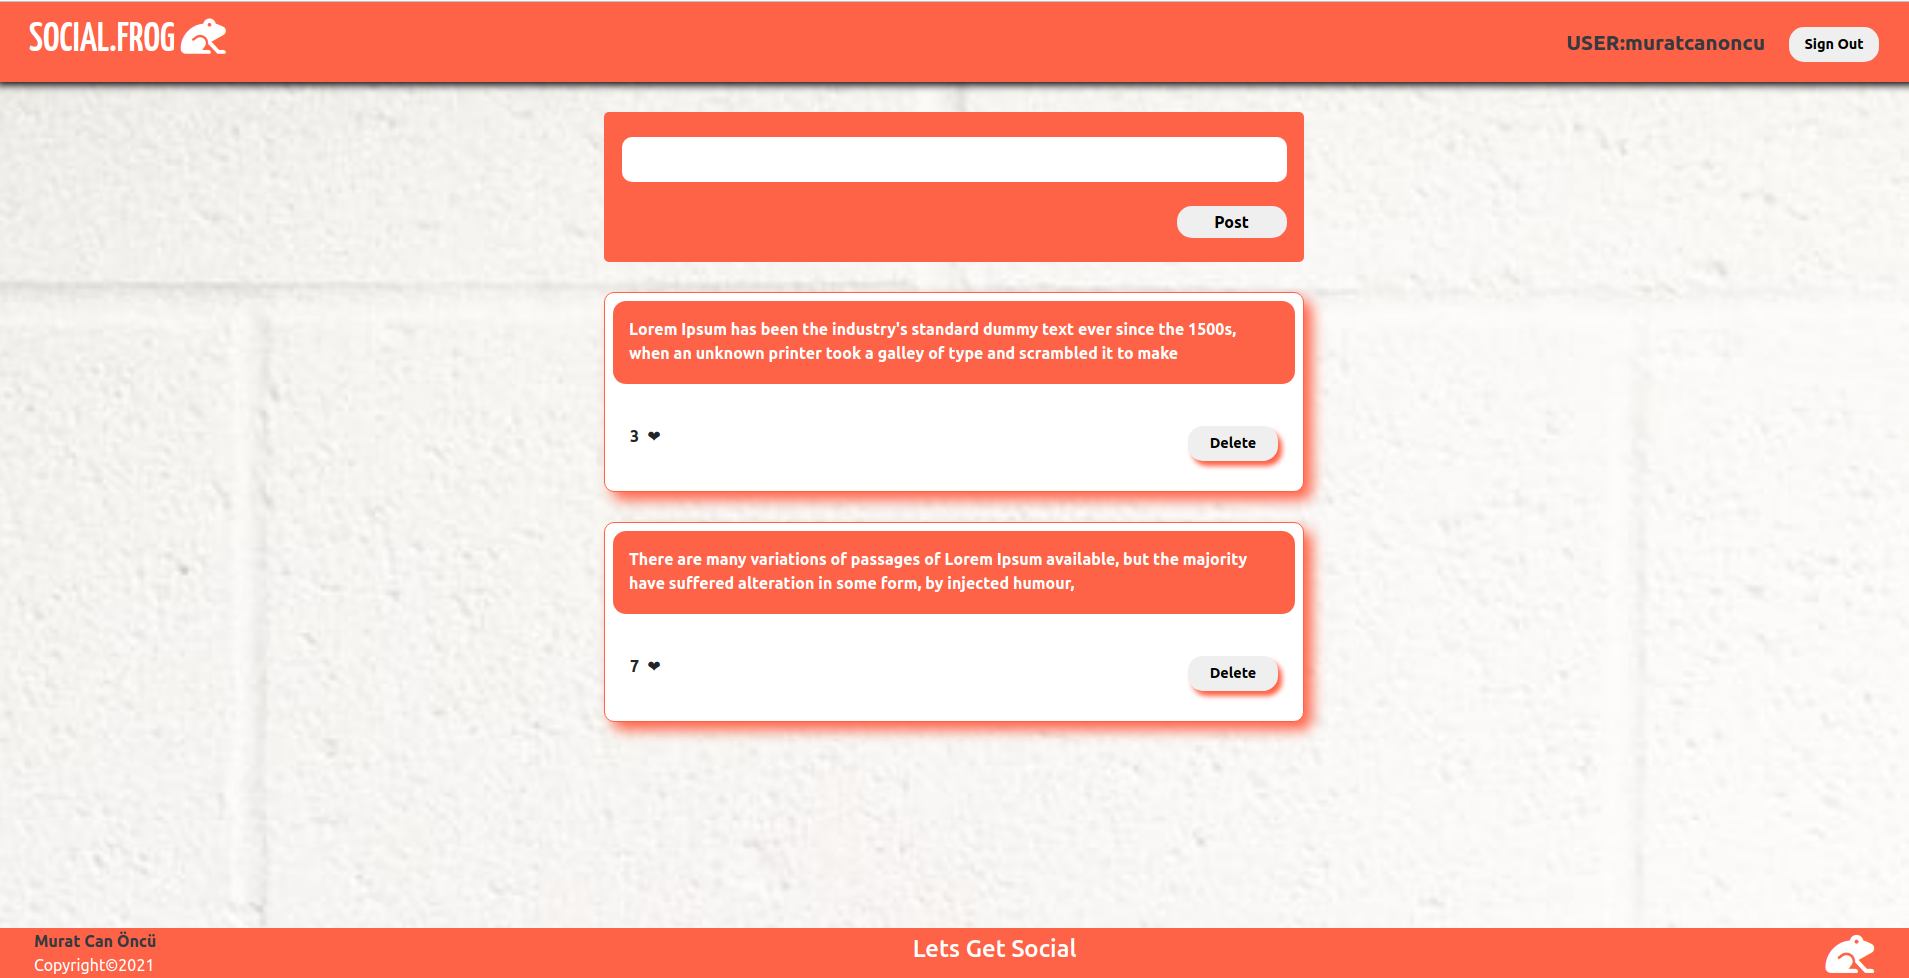 SOCIAL.FROG
USER:muratcanoncu
Sign Out
Post
Lorem Ipsum has been the industry's standard dummy text ever since the 1500s,
when an unknown printer took a galley of type and scrambled it to make
3 ❤
Delete
There are many variations of passages of Lorem Ipsum available, but the majority
have suffered alteration in some form, by injected humour,
7 ❤
Delete
Murat Can Öncü
Copyright©2021
Lets Get Social